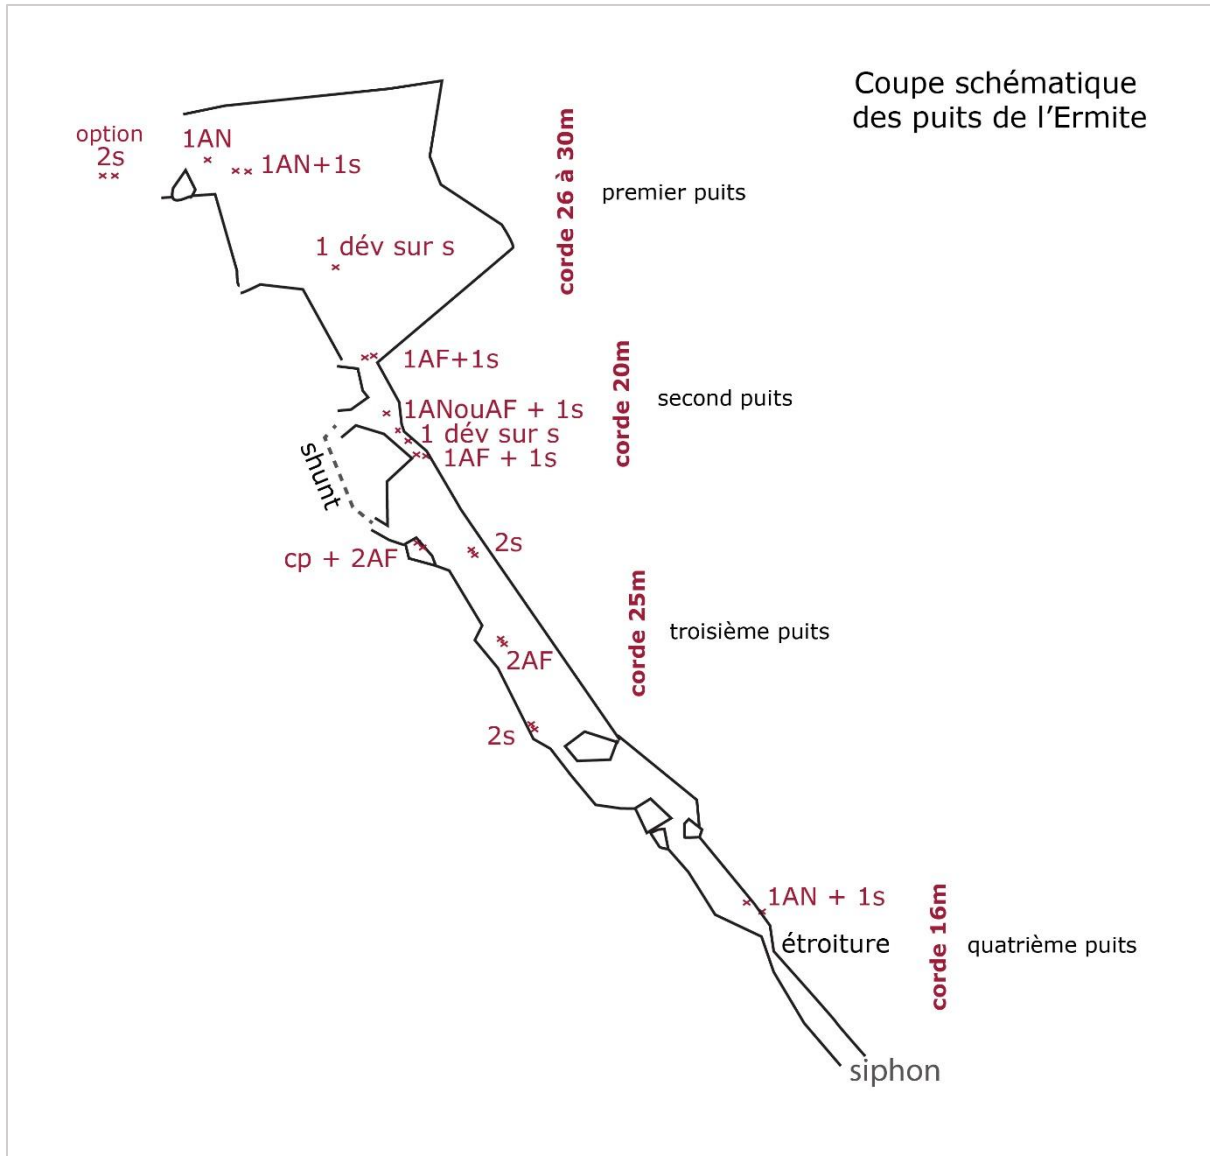 Coupe schématique
des puits de l'Ermite
option
2s
1AN
1AN+1s
corde 26 à 30m
premier puits
1 dév sur s
1AF+1s
corde 20m
second puits
1ANouAF + 1s
1 dév sur s
1AF + 1s
shunt
2s
cp + 2AF
corde 25m
troisième puits
2AF
2s
1AN + 1s
étroiture
corde 16m
quatrième puits
siphon